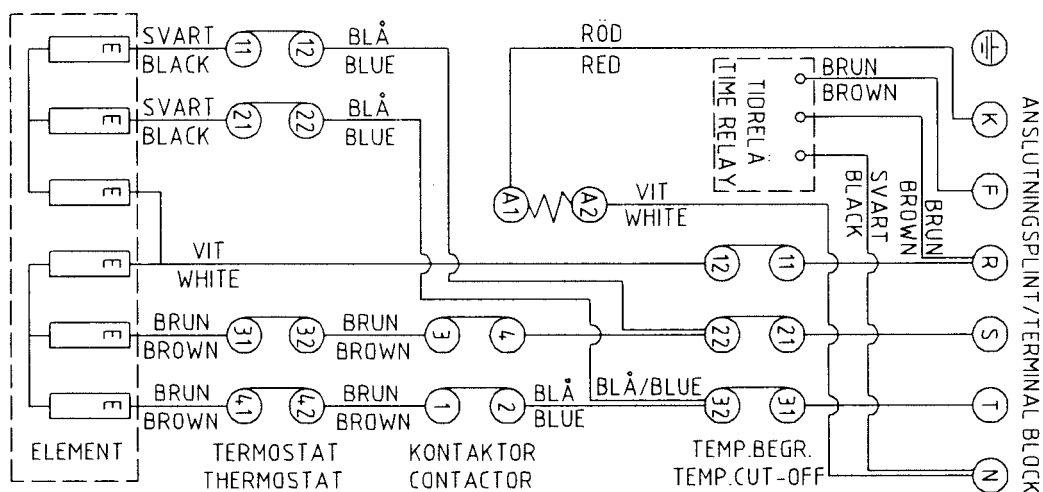 E
SVART
BLACK
11
12
BLÅ
BLUE
E
SVART
BLACK
21
22
BLÅ
BLUE
E
E
VIT
WHITE
12
11
E
BRUN
BROWN
31
32
BRUN
BROWN
3
4
22
21
E
BRUN
BROWN
41
42
BRUN
BROWN
1
2
BLÅ
BLUE
BLÅ/BLUE
32
31
ELEMENT
TERMOSTAT
THERMOSTAT
KONTAKTOR
CONTACTOR
TEMP.BEGR.
TEMP.CUT-OFF
RÖD
RED
A1
A2
VIT
WHITE
TIDRELÄ
TIME RELAY
BRUN
BROWN
BRUN
BROWN
SVART
BLACK
K
F
R
S
T
N
ANSLUTNINGSPLINT/TERMINAL BLOCK